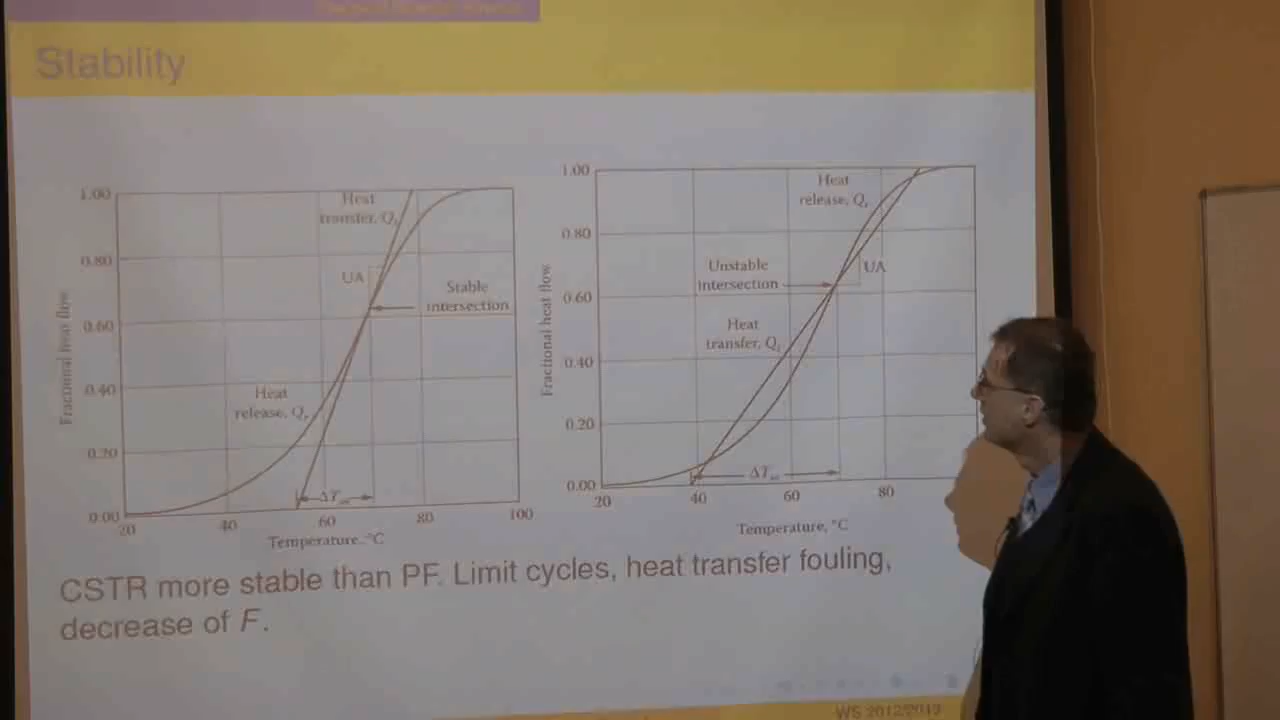 Stability
1.00
0.80
0.60
0.40
0.20
0.00
Fractional heat flow
Heat
transfer, Q
UA
Stable
intersection
Heat
release, Qr
ΔT
20
40
60
80
100
Temperature, °C
1.00
0.80
0.60
0.40
0.20
0.00
Fractional heat flow
Heat
release, Qr
Unstable
intersection
UA
Heat
transfer, Q
ΔT
20
40
60
80
Temperature, °C
CSTR more stable than PF. Limit cycles, heat transfer fouling,
decrease of F.
WS 2012/2013